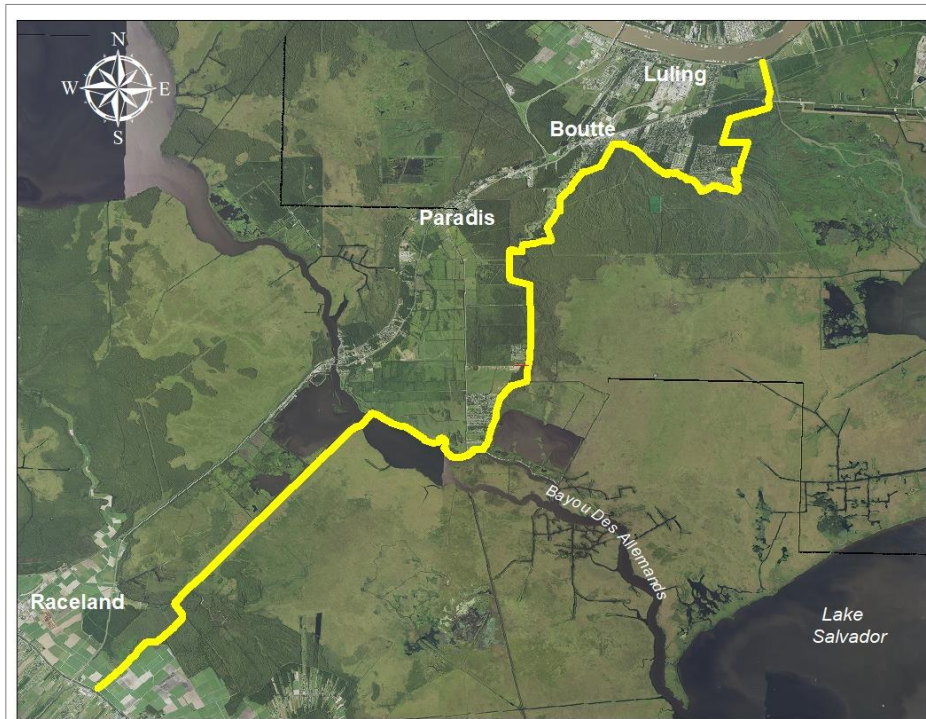 N
W E
S
Luling
Boutte
Paradis
Bayou Des Allemands
Raceland
Lake
Salvador